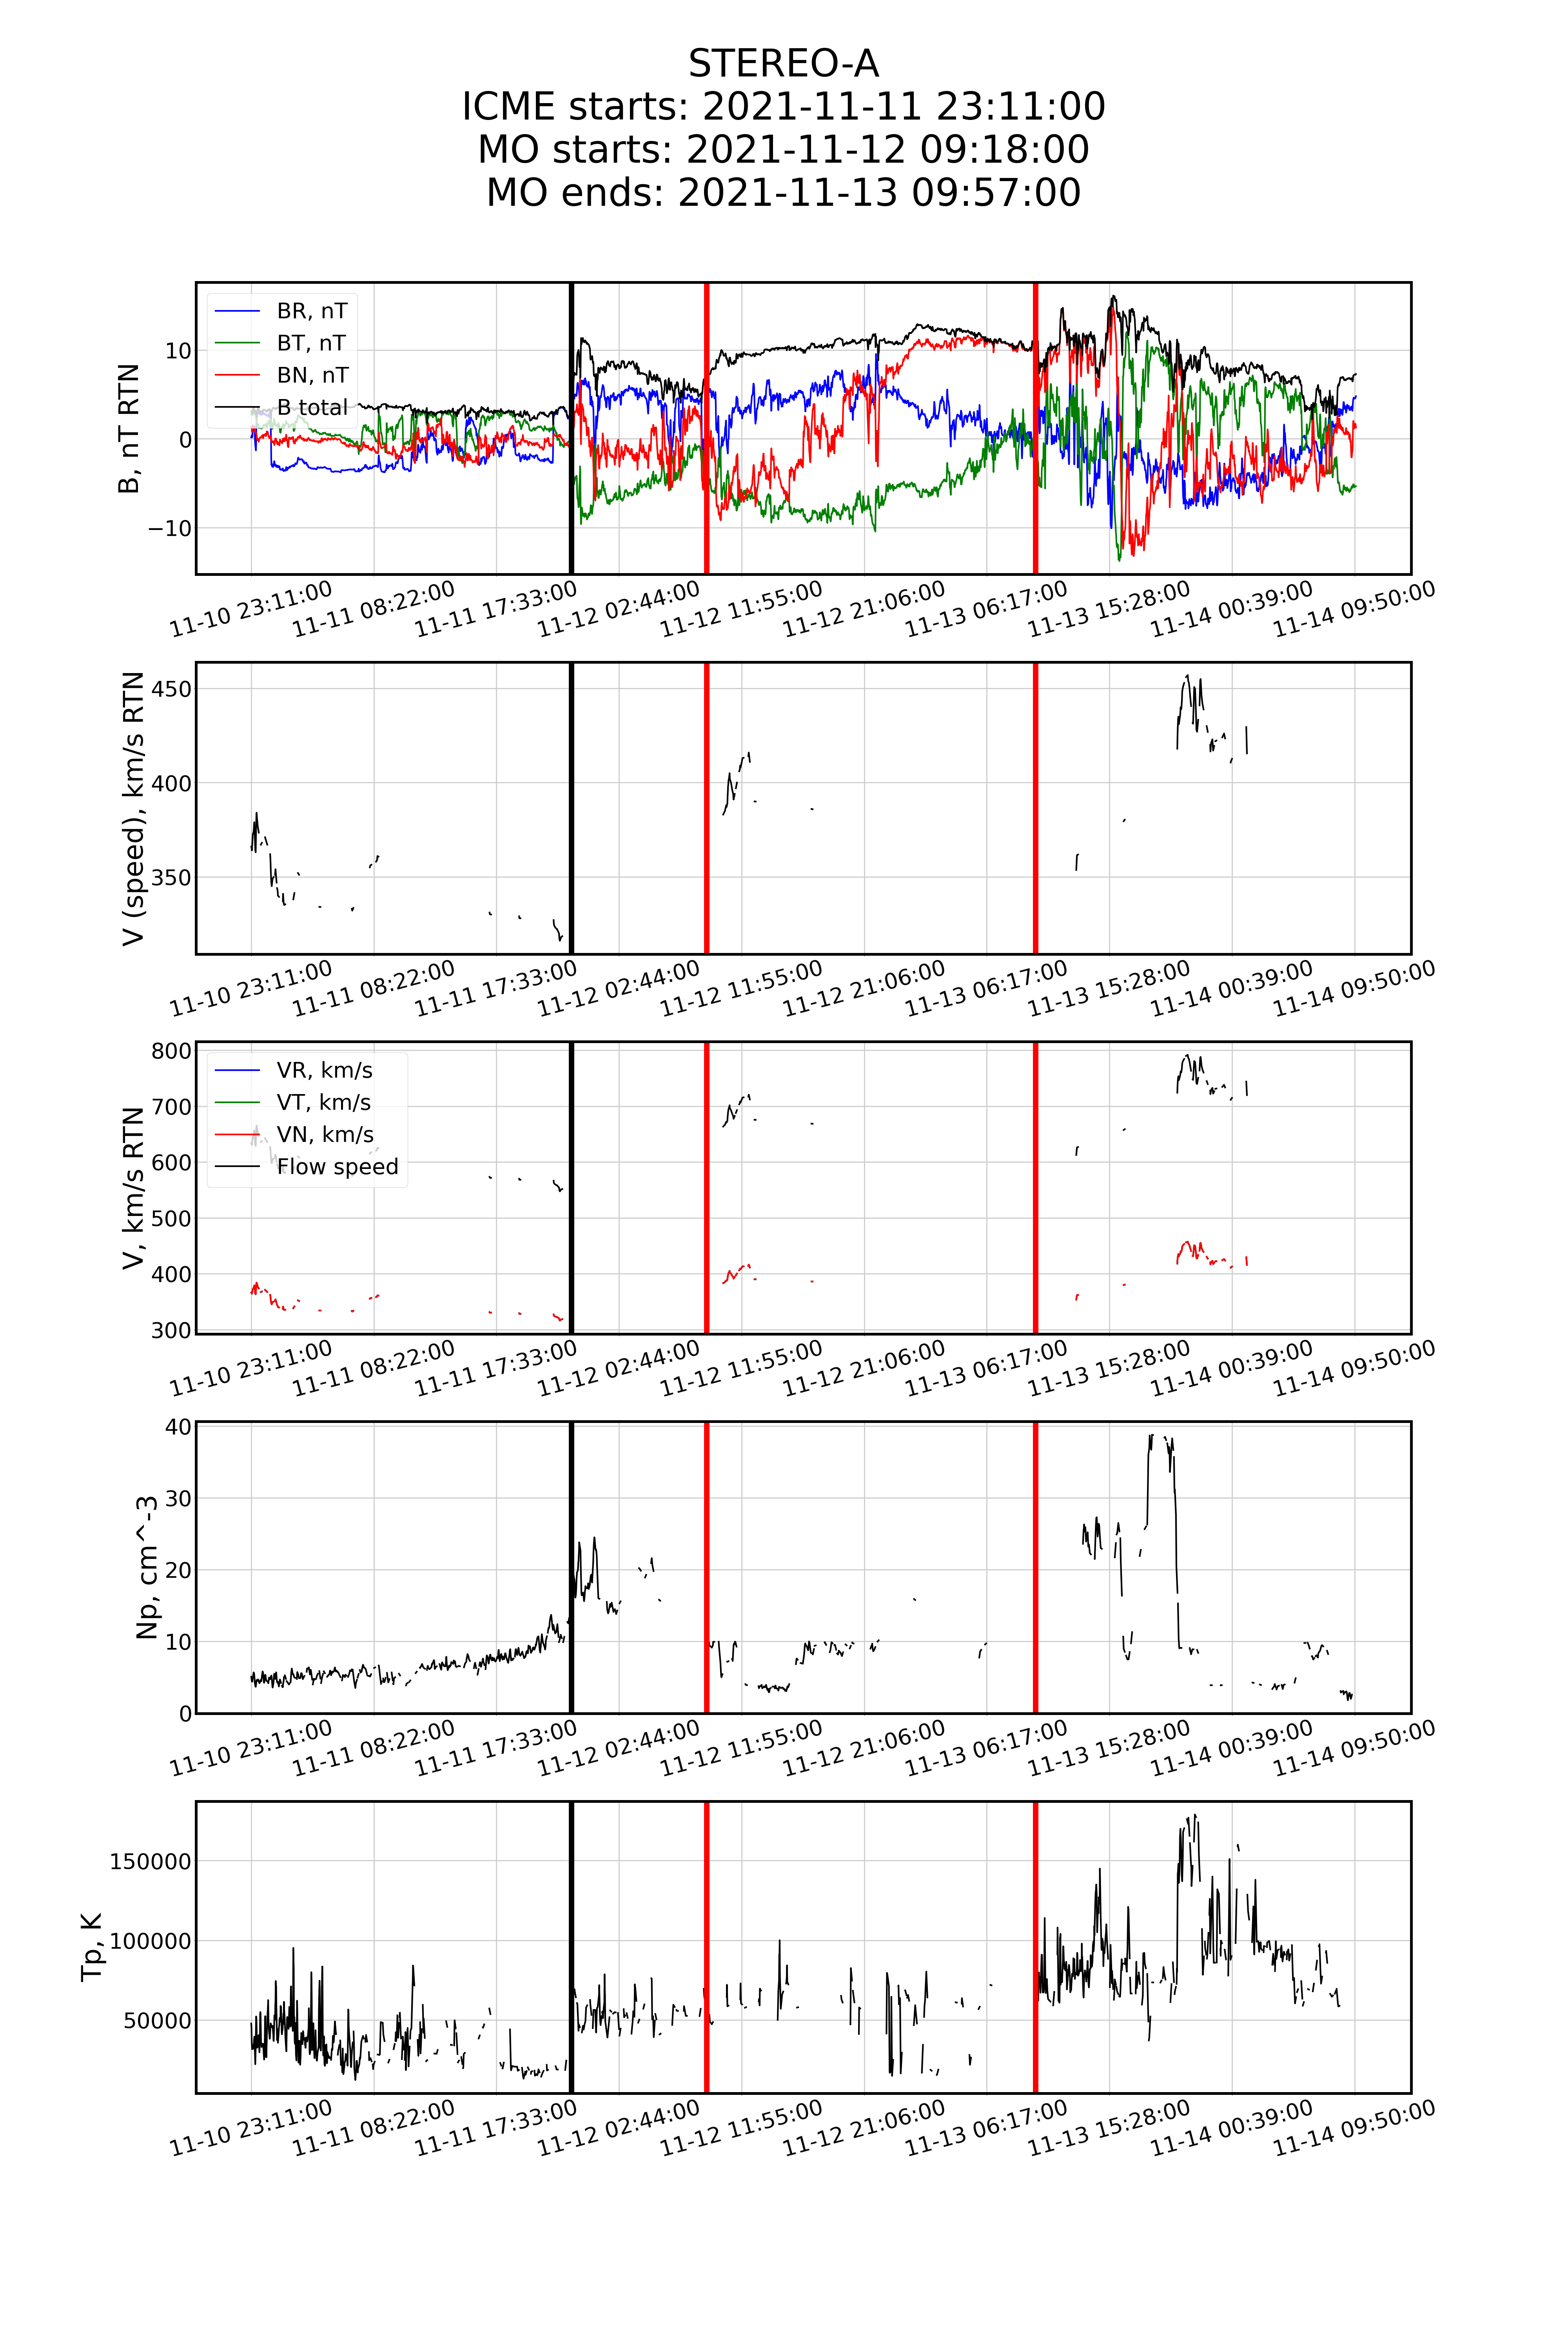 STEREO-A
ICME starts: 2021-11-11 23:11:00
MO starts: 2021-11-12 09:18:00
MO ends: 2021-11-13 09:57:00
B, nT RTN
10
0
−10
BR, nT
BT, nT
BN, nT
B total
11-10 23:11:00 11-11 08:22:00 11-11 17:33:00 11-12 02:44:00 11-12 11:55:00 11-12 21:06:00 11-13 06:17:00 11-13 15:28:00 11-14 00:39:00 11-14 09:50:00
V (speed), km/s RTN
450
400
350
11-10 23:11:00 11-11 08:22:00 11-11 17:33:00 11-12 02:44:00 11-12 11:55:00 11-12 21:06:00 11-13 06:17:00 11-13 15:28:00 11-14 00:39:00 11-14 09:50:00
V, km/s RTN
800
700
600
500
400
300
VR, km/s
VT, km/s
VN, km/s
Flow speed
11-10 23:11:00 11-11 08:22:00 11-11 17:33:00 11-12 02:44:00 11-12 11:55:00 11-12 21:06:00 11-13 06:17:00 11-13 15:28:00 11-14 00:39:00 11-14 09:50:00
Np, cm^-3
40
30
20
10
0
11-10 23:11:00 11-11 08:22:00 11-11 17:33:00 11-12 02:44:00 11-12 11:55:00 11-12 21:06:00 11-13 06:17:00 11-13 15:28:00 11-14 00:39:00 11-14 09:50:00
Tp, K
150000
100000
50000
11-10 23:11:00 11-11 08:22:00 11-11 17:33:00 11-12 02:44:00 11-12 11:55:00 11-12 21:06:00 11-13 06:17:00 11-13 15:28:00 11-14 00:39:00 11-14 09:50:00